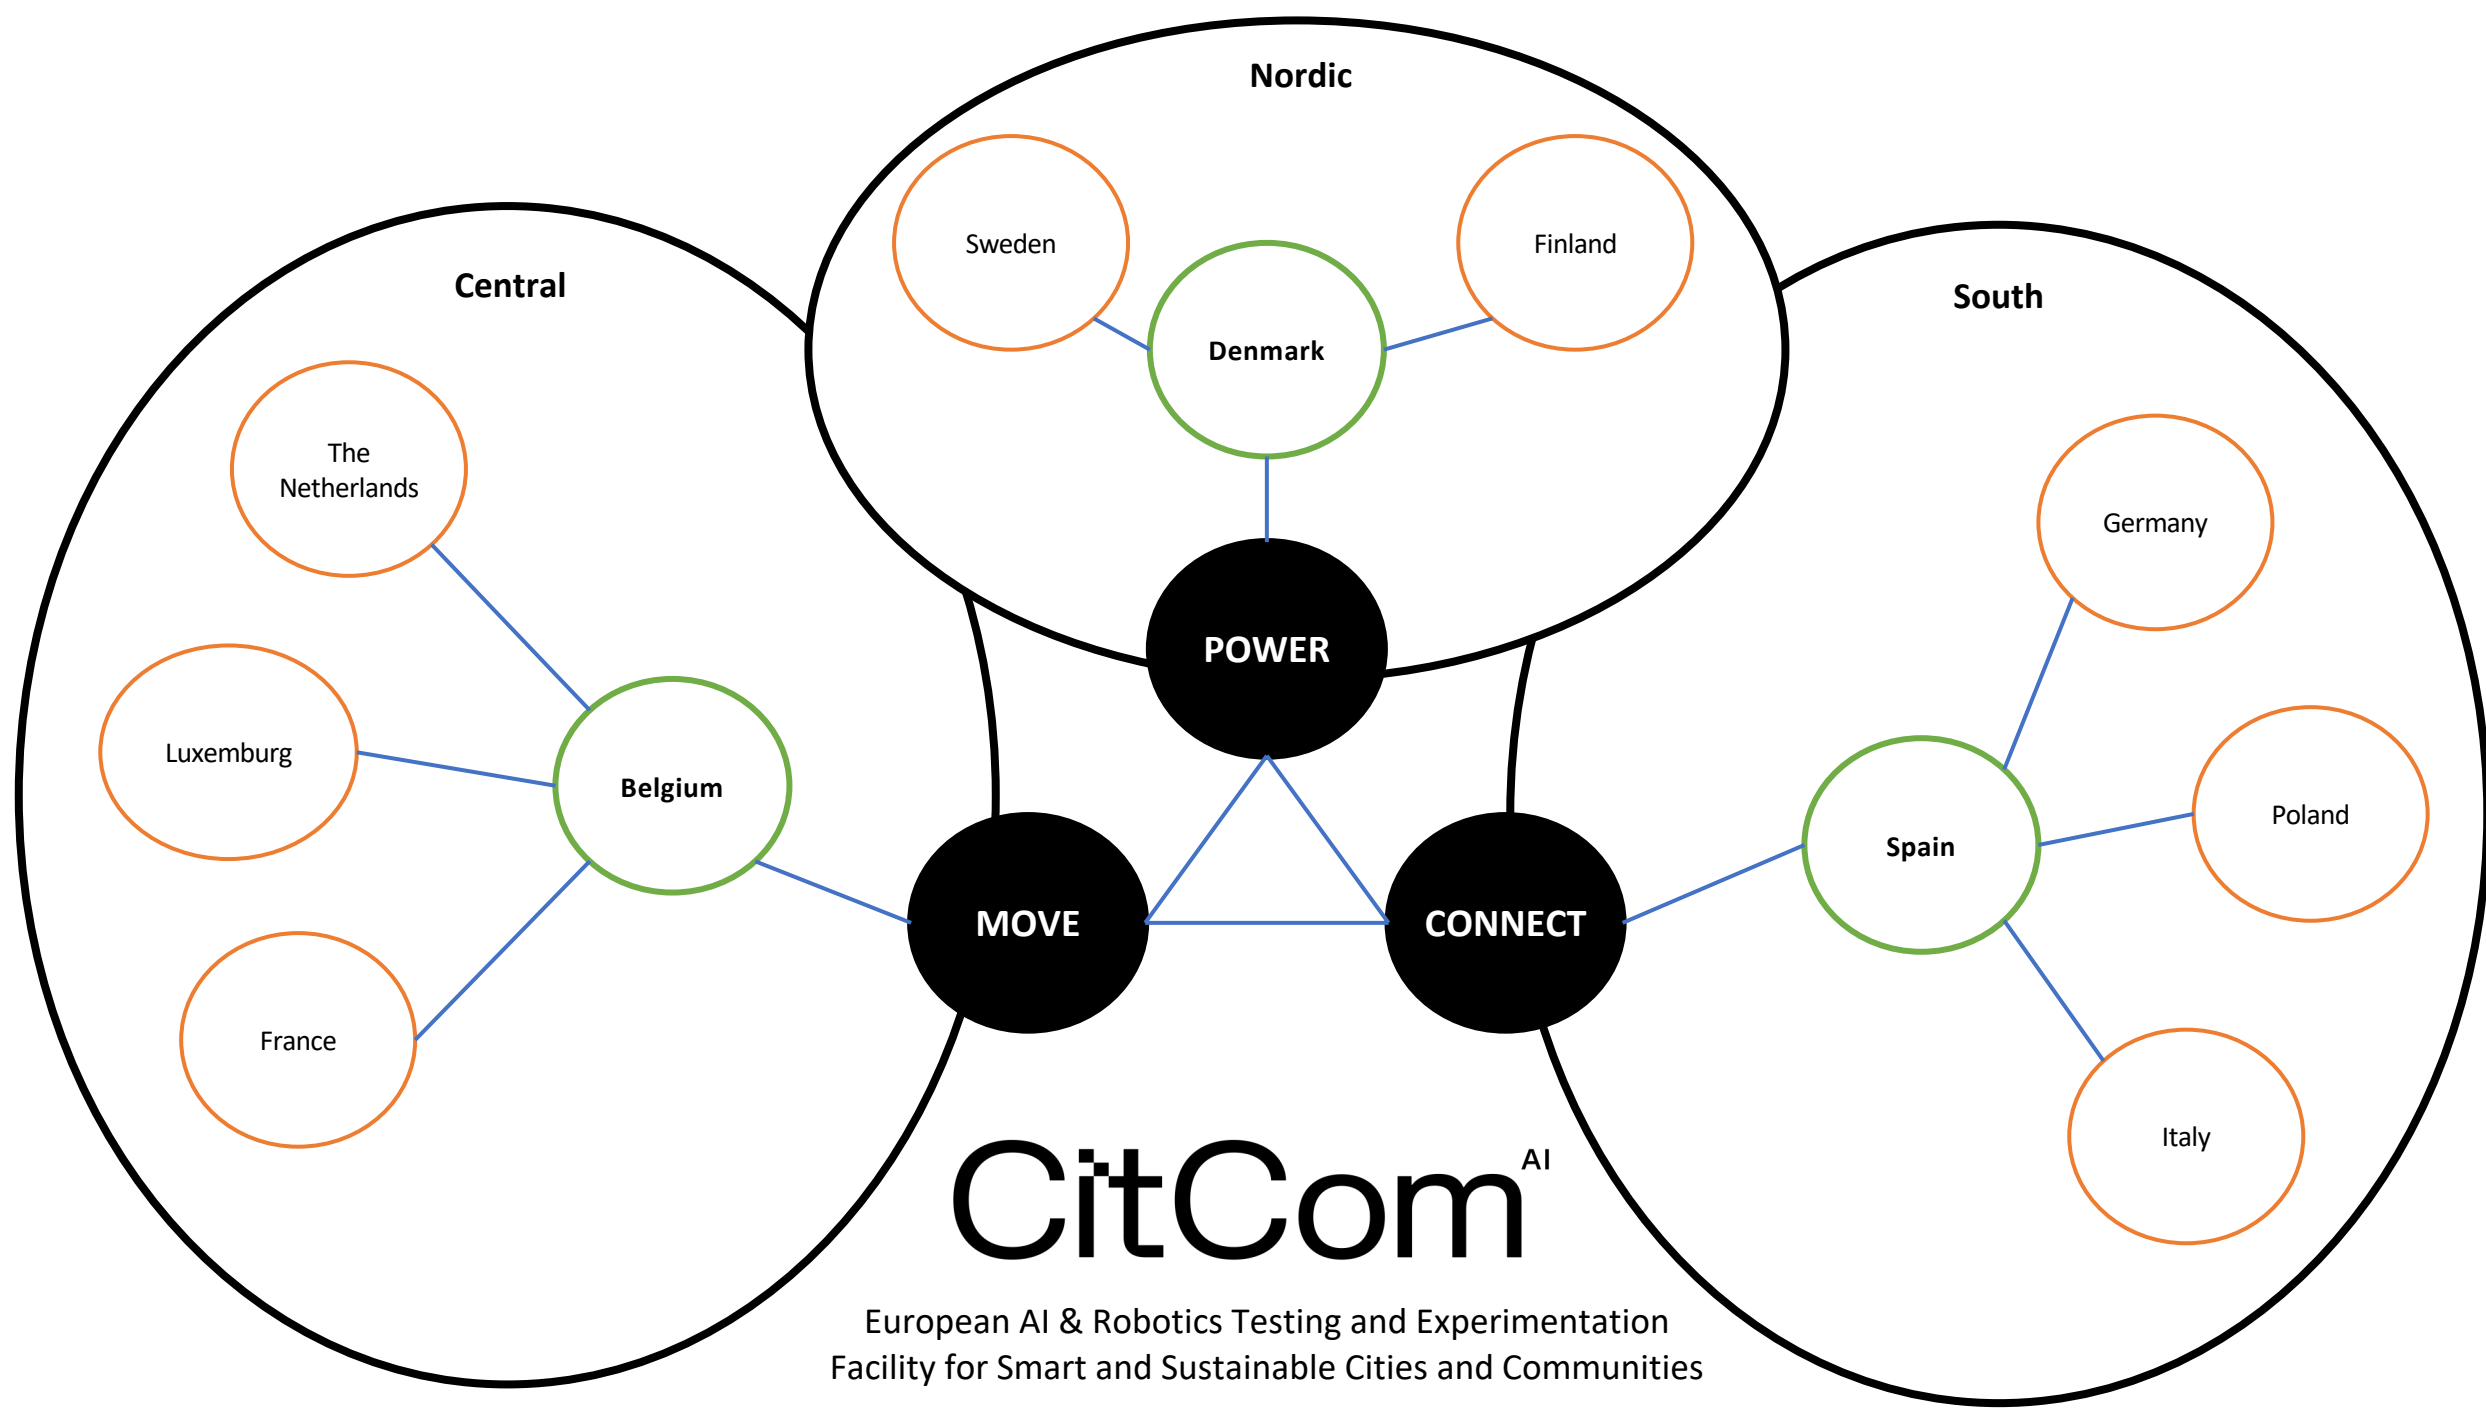 Nordic
Sweden
Finland
Denmark
Central
South
The
Netherlands
Germany
POWER
Luxemburg
Belgium
Poland
Spain
MOVE
CONNECT
France
Italy
CitCom AI
European AI & Robotics Testing and Experimentation
Facility for Smart and Sustainable Cities and Communities